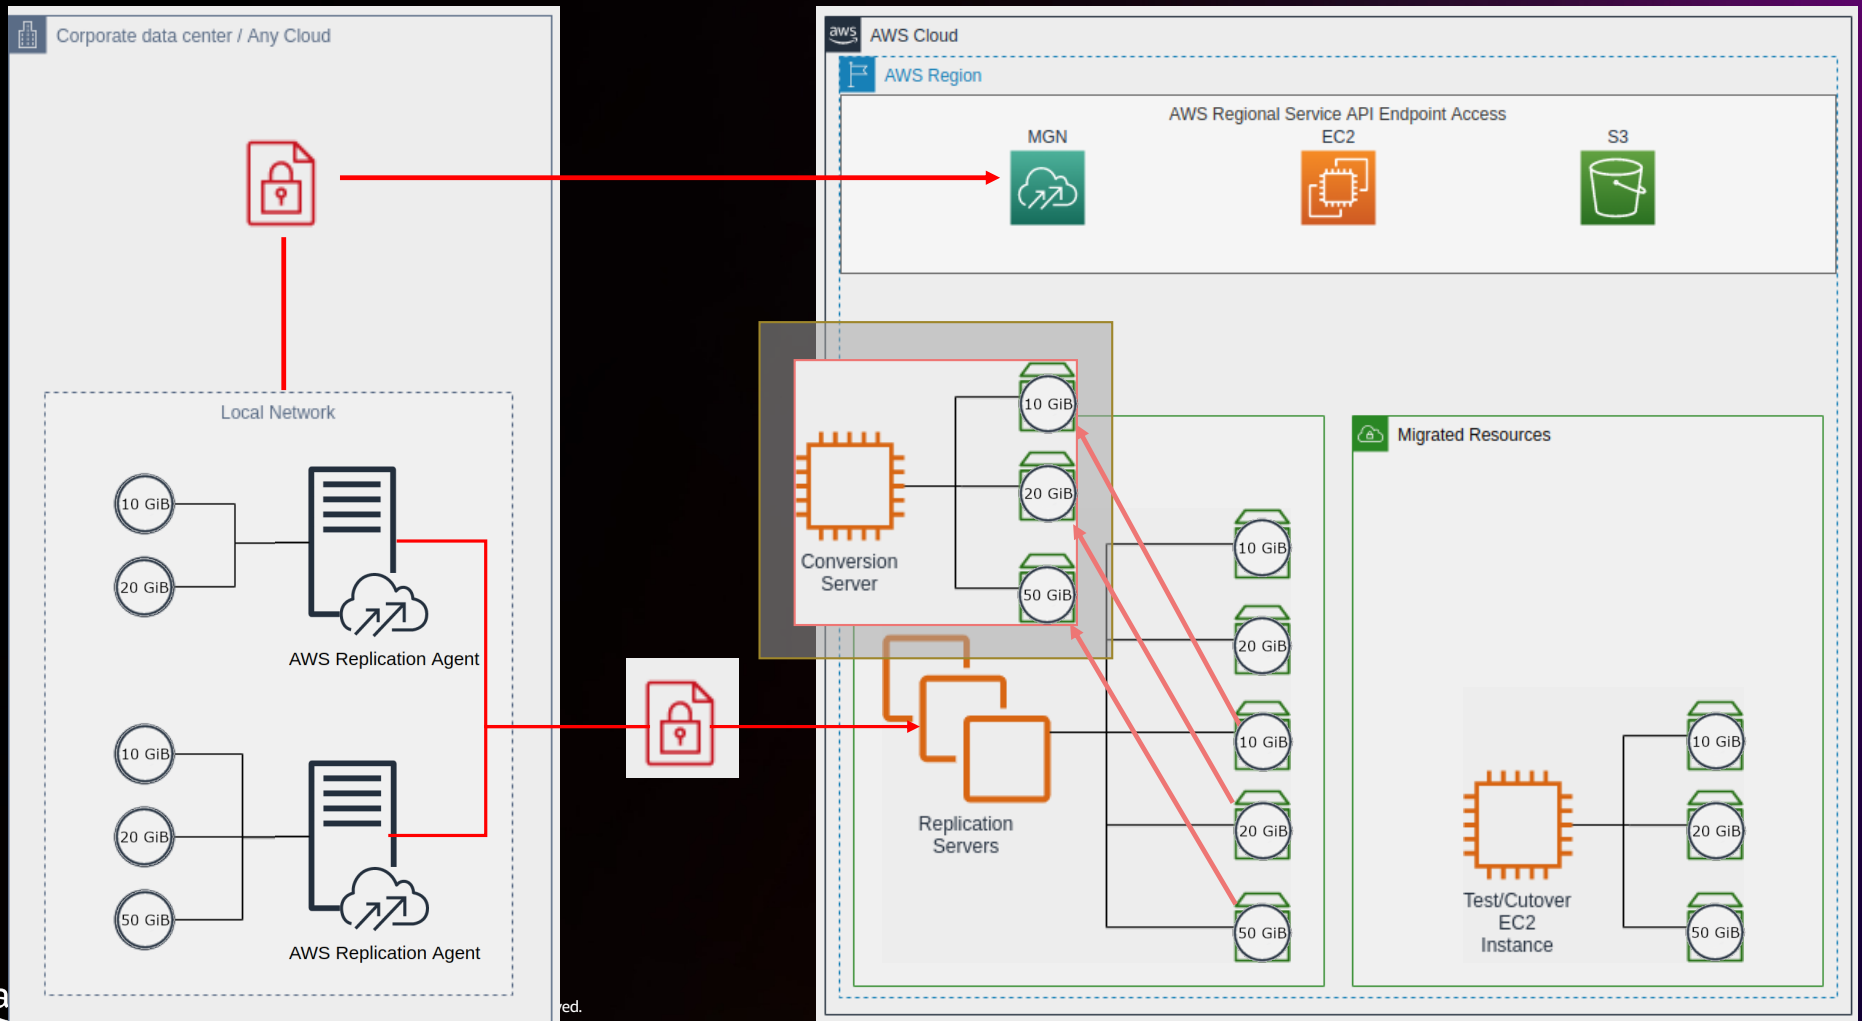 Corporate data center / Any Cloud
Local Network
10 GiB
20 GiB
AWS Replication Agent
10 GiB
20 GiB
50 GiB
AWS Replication Agent
a
ved.
aws
AWS Cloud
AWS Region
AWS Regional Service API Endpoint Access
MGN
EC2
S3
10 GiB
20 GiB
50 GiB
Conversion
Server
Replication
Servers
10 GiB
20 GiB
10 GiB
20 GiB
50 GiB
Migrated Resources
Test/Cutover
EC2
Instance
10 GiB
20 GiB
50 GiB